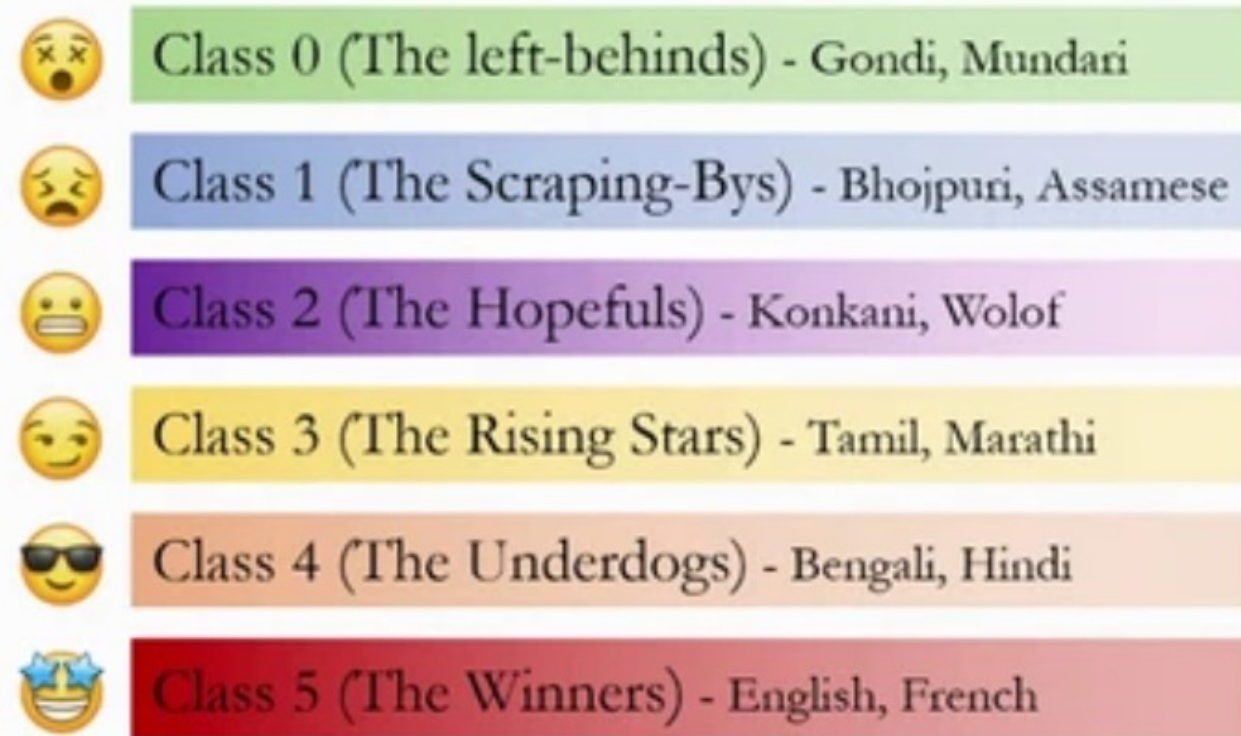 Class 0 (The left-behinds) - Gondi, Mundari
Class 1 (The Scraping-Bys) - Bhojpuri, Assamese
Class 2 (The Hopefuls) - Konkani, Wolof
Class 3 (The Rising Stars) - Tamil, Marathi
Class 4 (The Underdogs) - Bengali, Hindi
Class 5 (The Winners) - English, French